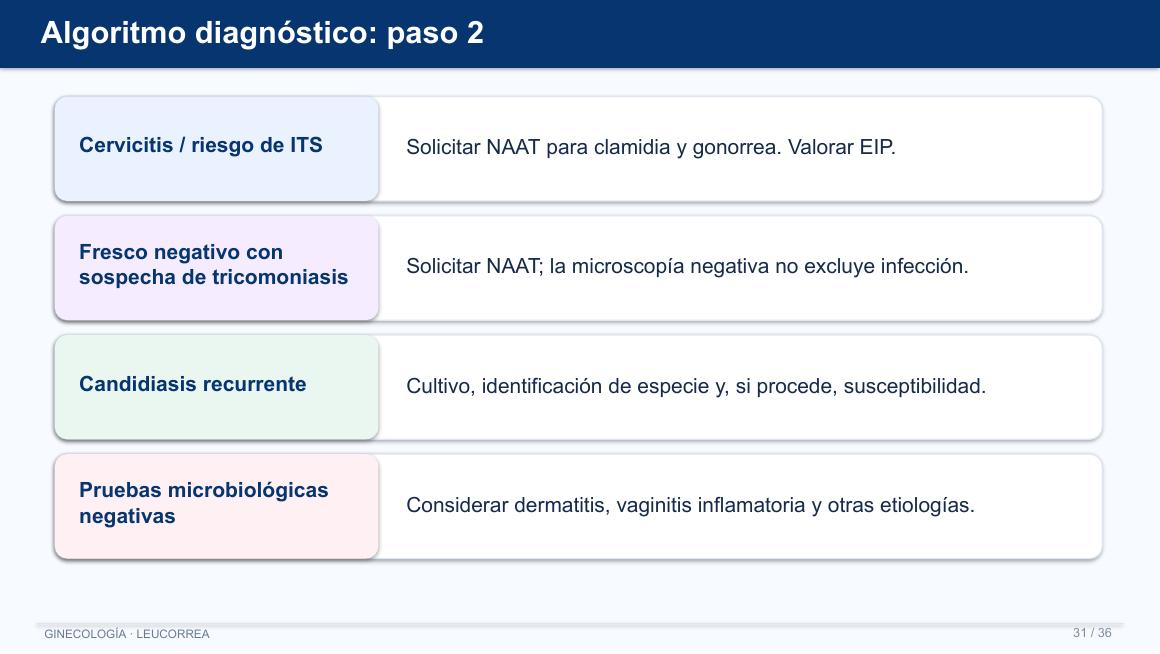 Algoritmo diagnóstico: paso 2
Cervicitis / riesgo de ITS
Solicitar NAAT para clamidia y gonorrea. Valorar EIP.
Fresco negativo con
sospecha de tricomoniasis
Solicitar NAAT; la microscopía negativa no excluye infección.
Candidiasis recurrente
Cultivo, identificación de especie y, si procede, susceptibilidad.
Pruebas microbiológicas
negativas
Considerar dermatitis, vaginitis inflamatoria y otras etiologías.
GINECOLOGÍA · LEUCORREA
31 / 36